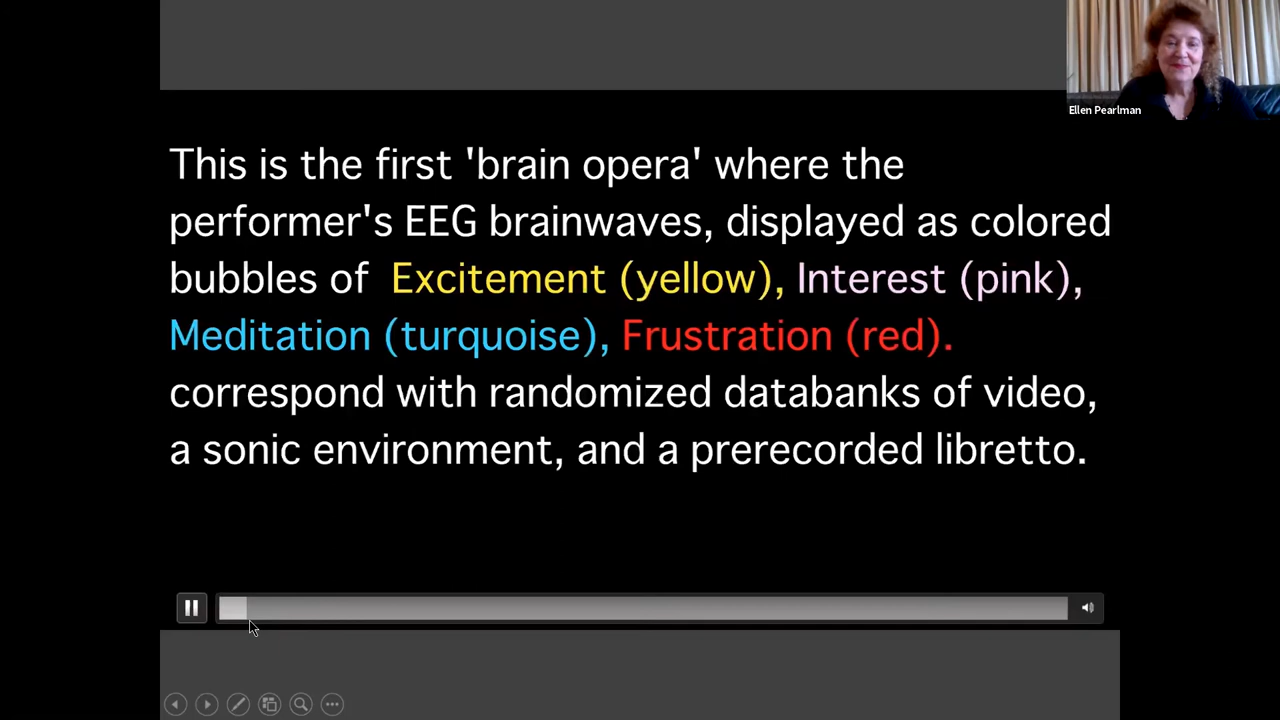 Ellen Pearlman
This is the first 'brain opera' where the
performer's EEG brainwaves, displayed as colored
bubbles of Excitement (yellow), Interest (pink),
Meditation (turquoise), Frustration (red).
correspond with randomized databanks of video,
a sonic environment, and a prerecorded libretto.